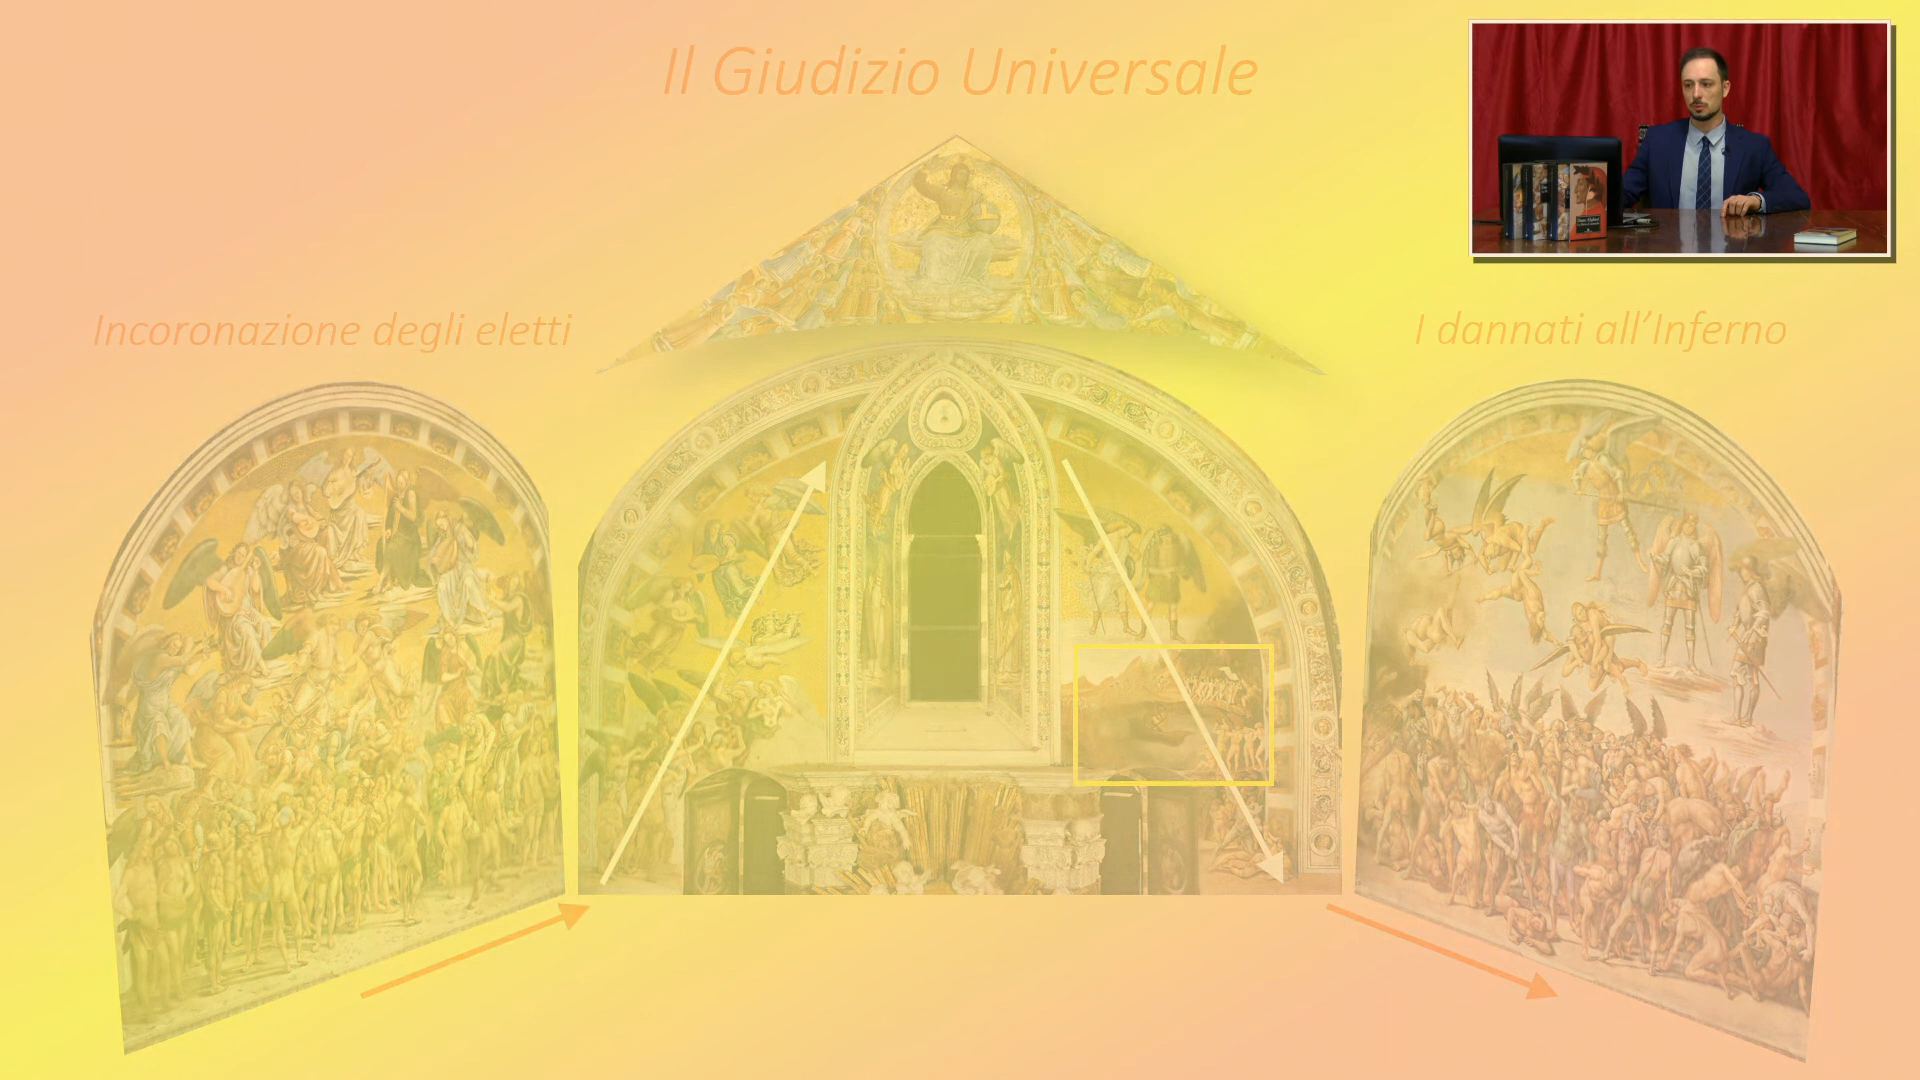 Il Giudizio Universale
Incoronazione degli eletti
I dannati all’Inferno